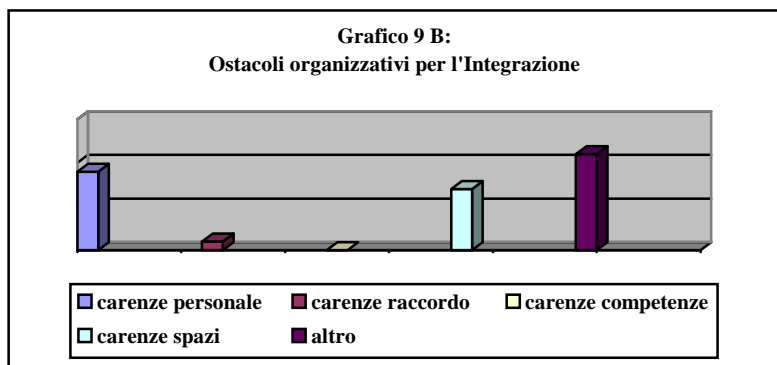 Grafico 9 B:
Ostacoli organizzativi per l'Integrazione
carenze personale carenze raccordo carenze competenze
carenze spazi altro